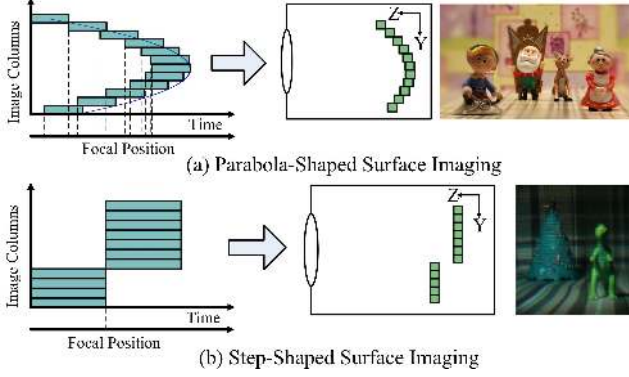 Image Columns
Time
Focal Position
Z
Y
(a) Parabola-Shaped Surface Imaging
Image Columns
Time
Focal Position
Z
Y
(b) Step-Shaped Surface Imaging